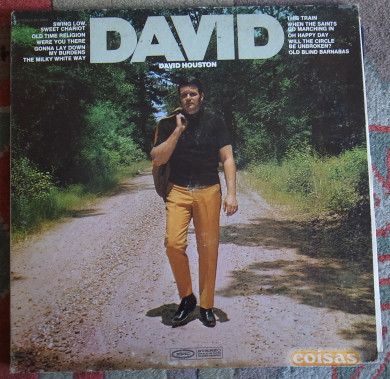 DAVID
DAVID HOUSTON
SWING LOW,
SWEET CHARIOT
OLD TIME RELIGION
WERE YOU THERE
GONNA LAY DOWN
MY BURDENS
THE MILKY WHITE WAY
THIS TRAIN
WHEN THE SAINTS
GO MARCHING IN
OH HAPPY DAY
WILL THE CIRCLE
BE UNBROKEN?
OLD BLIND BARNABAS
coisas